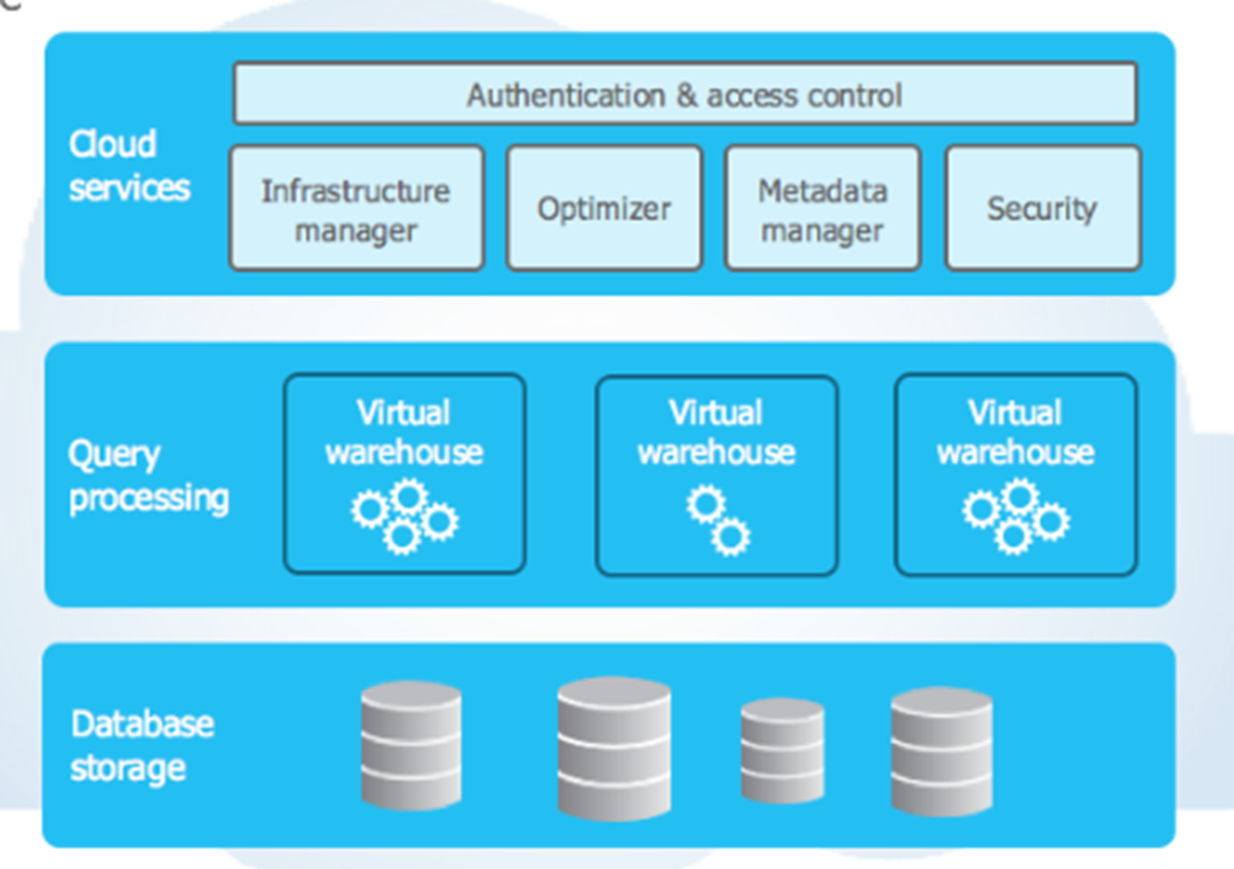 Authentication & access control
Cloud
services
Infrastructure
manager
Optimizer
Metadata
manager
Security
Query
processing
Virtual
warehouse
Virtual
warehouse
Virtual
warehouse
Database
storage